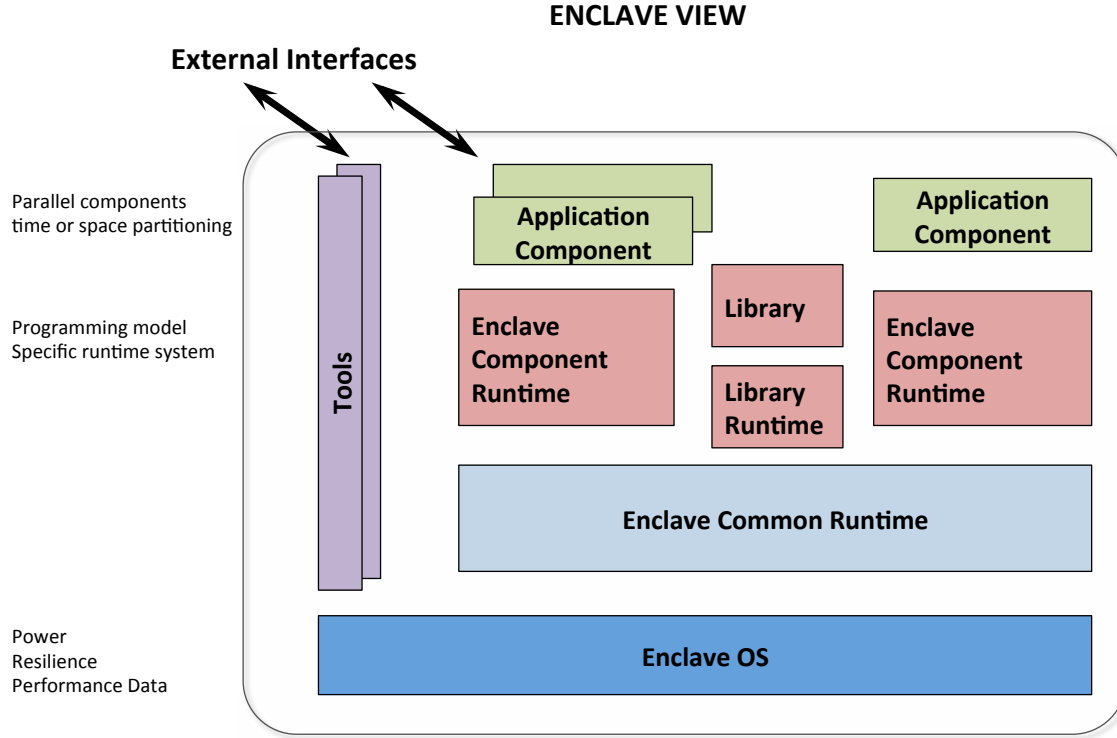 ENCLAVE VIEW
External Interfaces
Parallel components
time or space partitioning
Application
Component
Application
Component
Programming model
Specific runtime system
Tools
Enclave
Component
Runtime
Library
Library
Runtime
Enclave
Component
Runtime
Enclave Common Runtime
Power
Resilience
Performance Data
Enclave OS